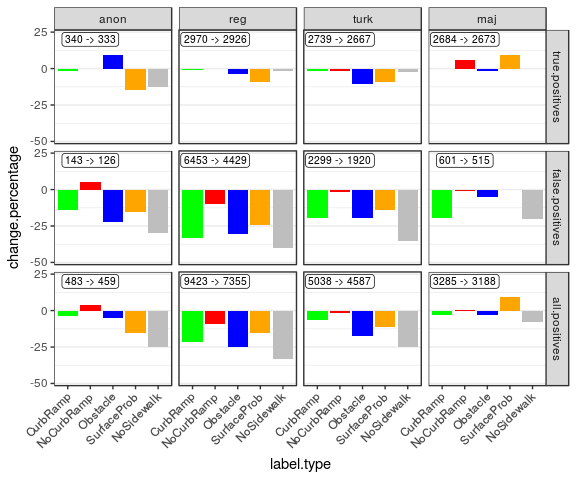 anon reg turk maj
340 -> 333 2970 -> 2926 2739 -> 2667 2684 -> 2673
25
0
-25
-50
true.positives
143 -> 126 6453 -> 4429 2299 -> 1920 601 -> 515
25
0
-25
-50
false.positives
483 -> 459 9423 -> 7355 5038 -> 4587 3285 -> 3188
25
0
-25
-50
all.positives
change.percentage
CurbRamp NoCurbRamp Obstacle SurfaceProb NoSidewalk CurbRamp NoCurbRamp Obstacle SurfaceProb NoSidewalk CurbRamp NoCurbRamp Obstacle SurfaceProb NoSidewalk CurbRamp NoCurbRamp Obstacle SurfaceProb NoSidewalk
label.type